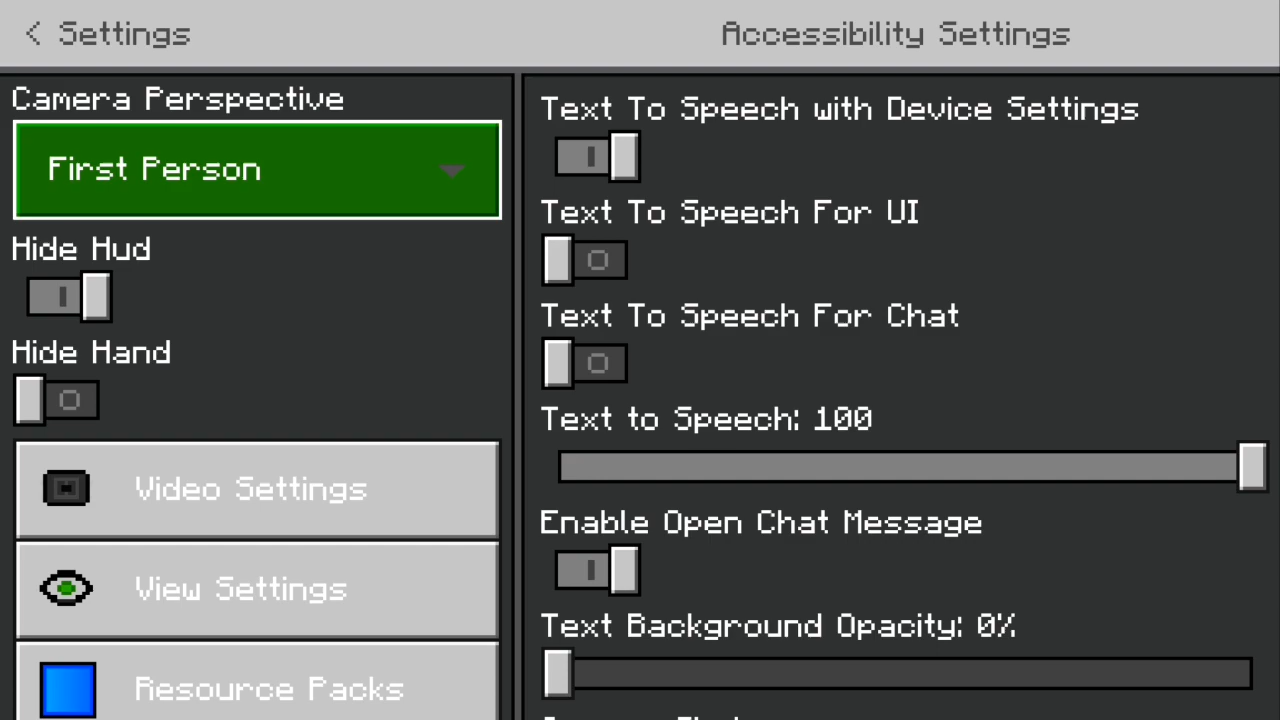 Settings
Accessibility Settings
Camera Perspective
First Person
Hide Hud
Hide Hand
Video Settings
View Settings
Resource Packs
Text To Speech with Device Settings
Text To Speech For UI
Text To Speech For Chat
Text to Speech: 100
Enable Open Chat Message
Text Background Opacity: 0%